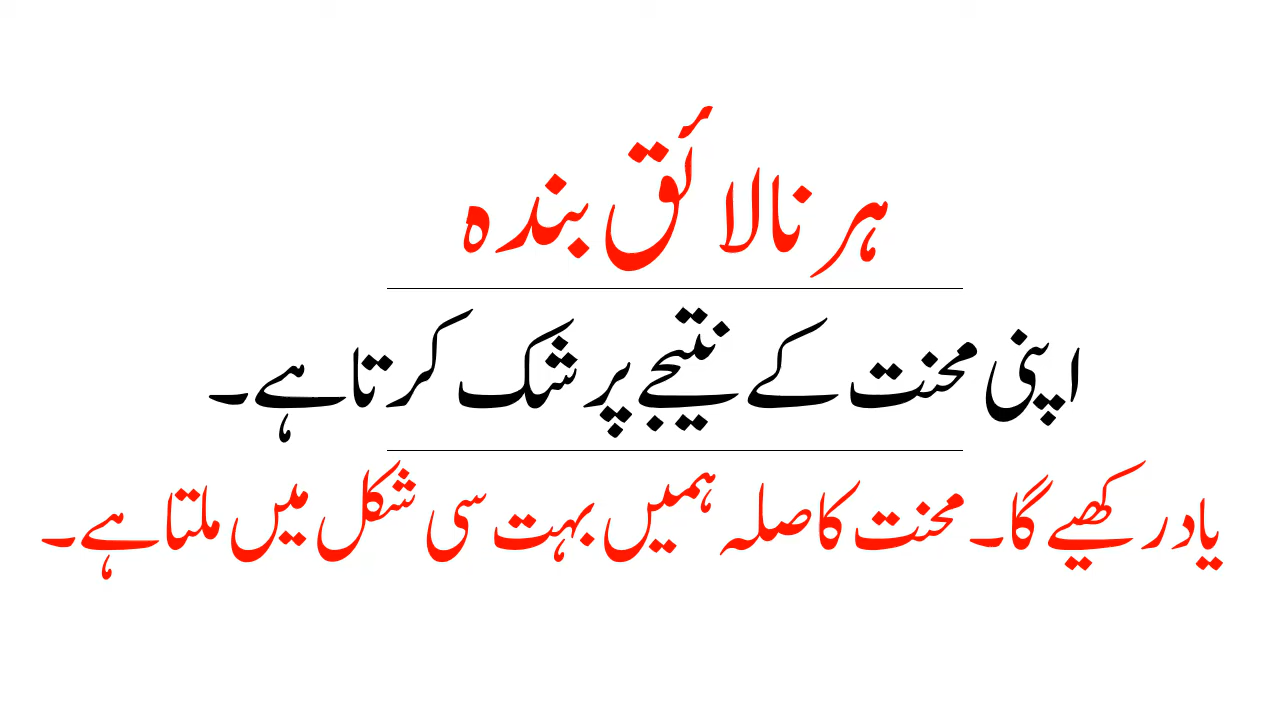 ہر نالائق بندہ
اپنی محنت کے نتیجے پر شک کرتا ہے۔
یاد رکھیے گا۔ محنت کا صلہ ہمیں بہت سی شکل میں ملتا ہے۔